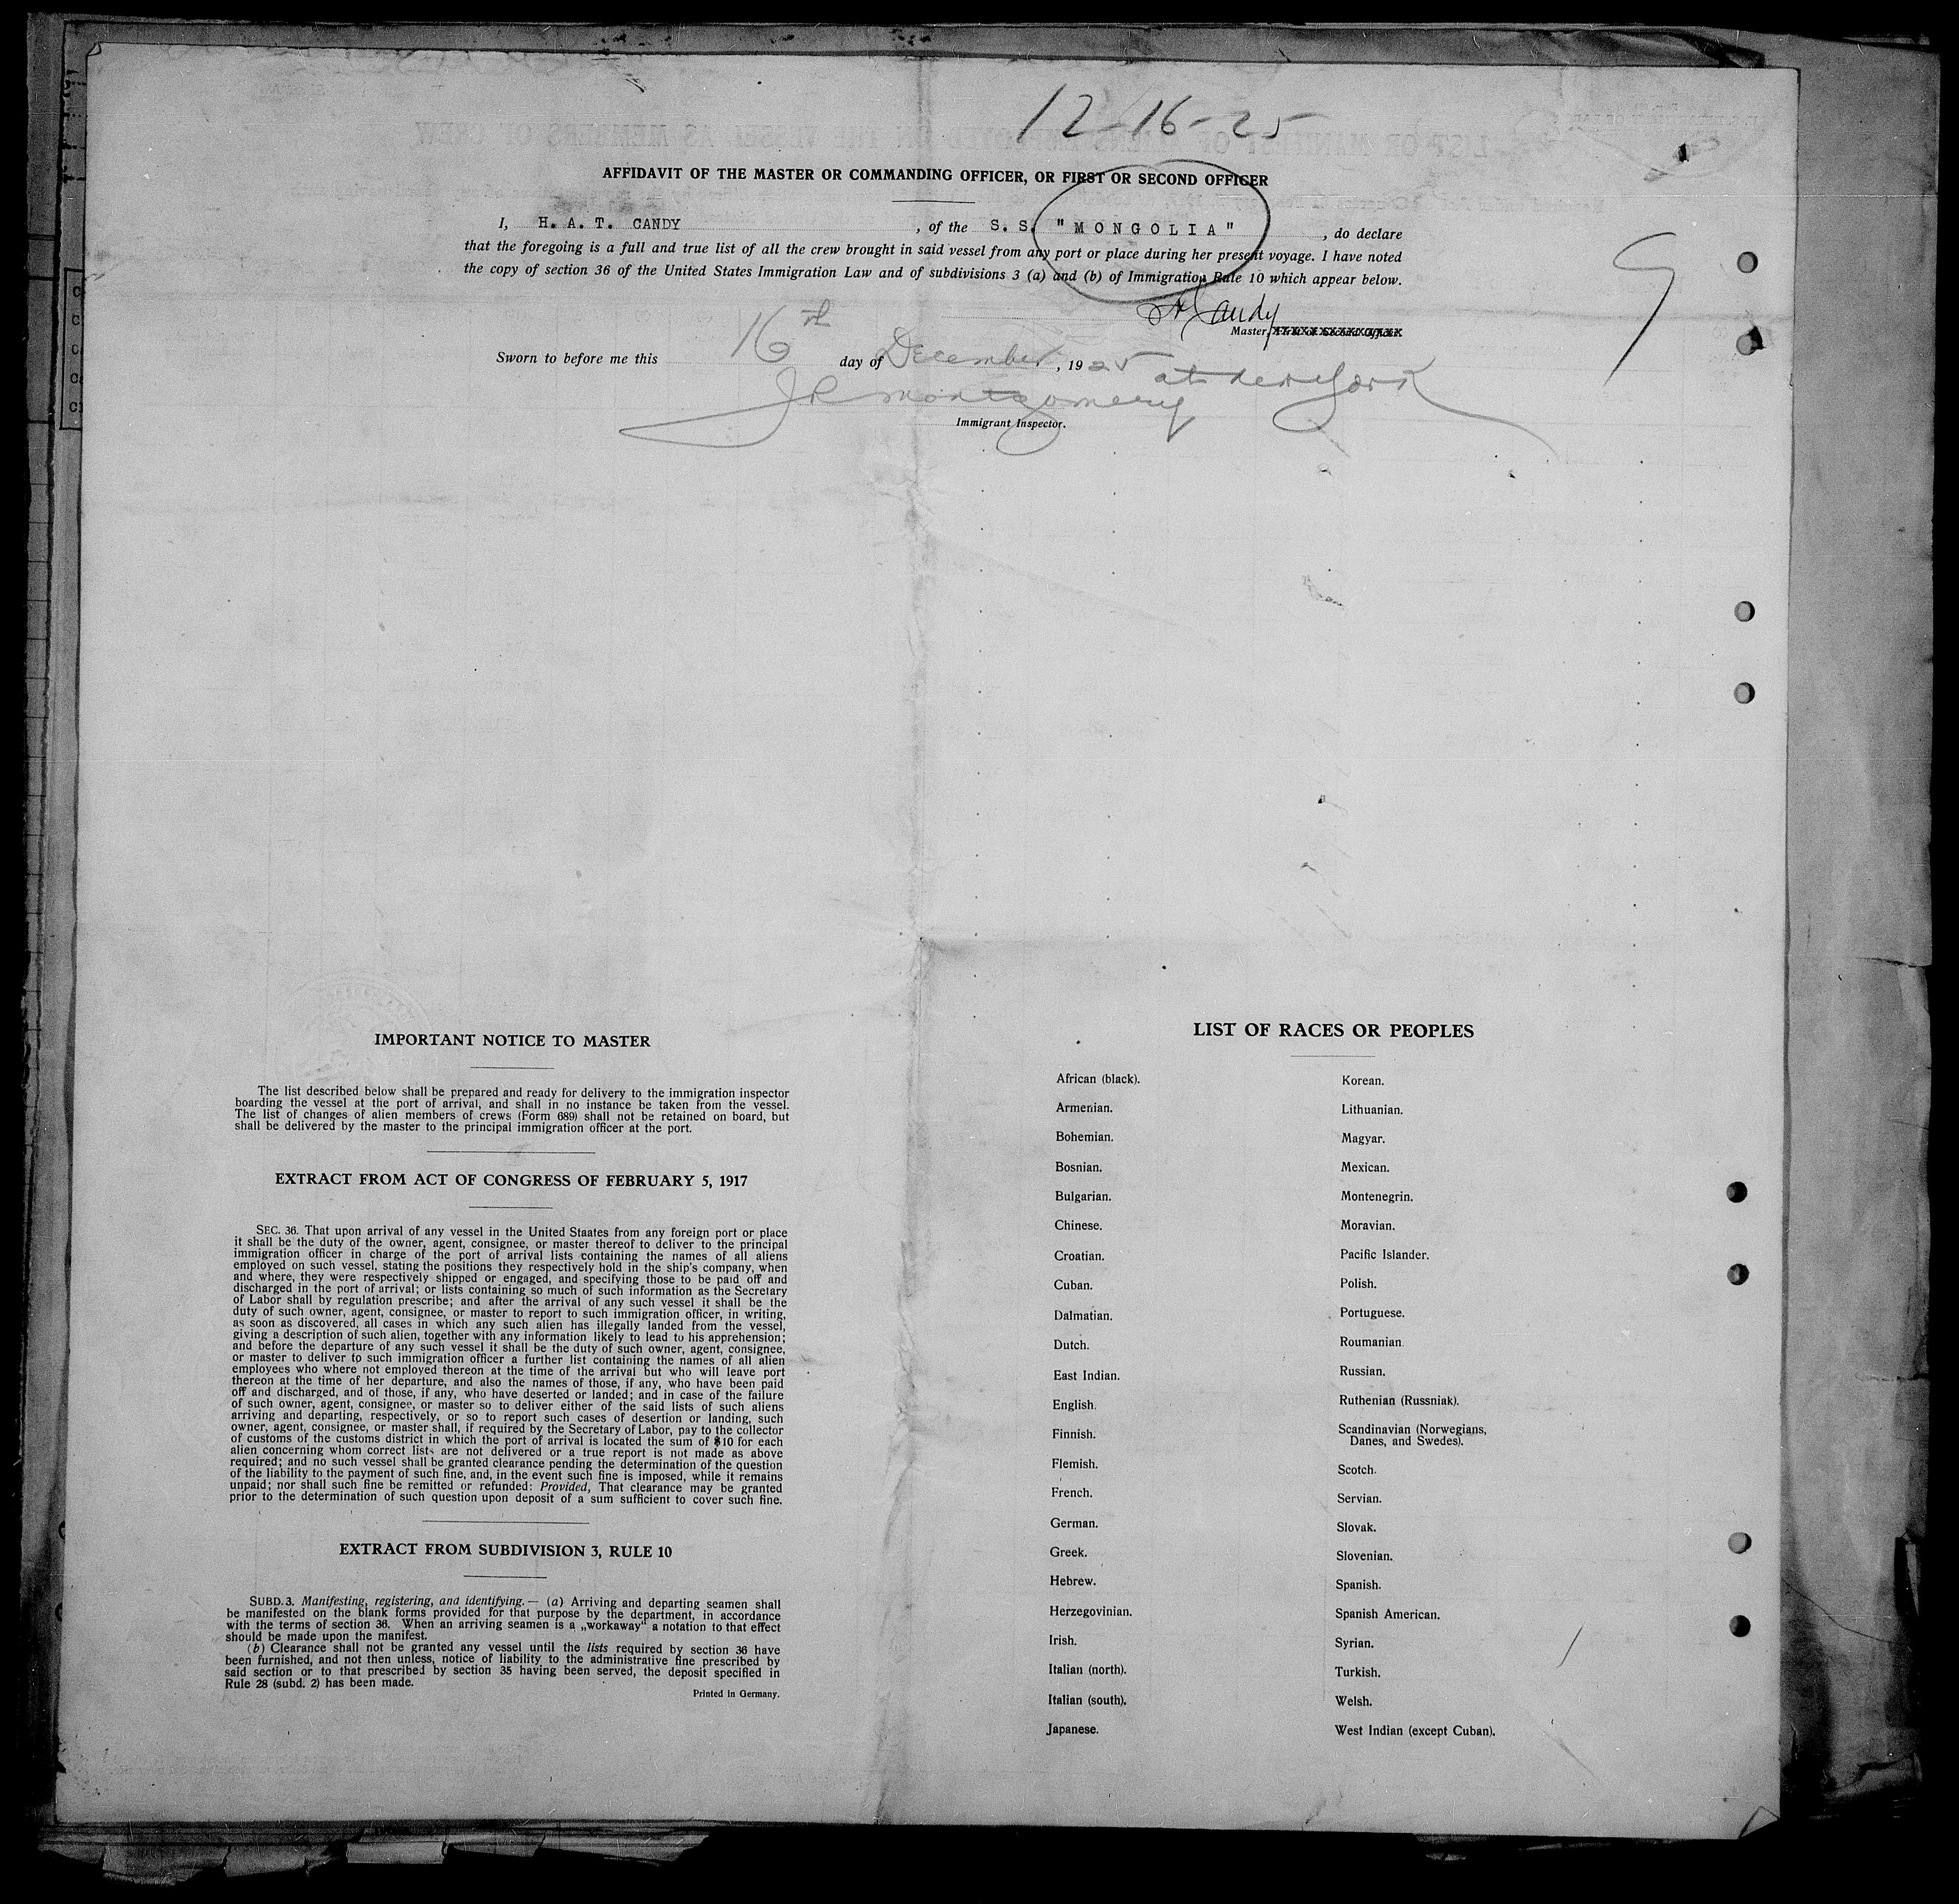 12-16-25
AFFIDAVIT OF THE MASTER OR COMMANDING OFFICER, OR FIRST OR SECOND OFFICER
I, H. A. T. CANDY , of the S. S. "MONGOLIA" , do declare
that the foregoing is a full and true list of all the crew brought in said vessel from any port or place during her present voyage. I have noted
the copy of section 36 of the United States Immigration Law and of subdivisions 3 (a) and (b) of Immigration Rule 10 which appear below.
9
Candy
Master,
Sworn to before me this 16th day of December, 1925 at New York
JR Montgomery
Immigrant Inspector.
IMPORTANT NOTICE TO MASTER
The list described below shall be prepared and ready for delivery to the immigration inspector
boarding the vessel at the port of arrival, and shall in no instance be taken from the vessel.
The list of changes of alien members of crews (Form 689) shall not be retained on board, but
shall be delivered by the master to the principal immigration officer at the port.
EXTRACT FROM ACT OF CONGRESS OF FEBRUARY 5, 1917
SEC. 36. That upon arrival of any vessel in the United Staates from any foreign port or place
it shall be the duty of the owner, agent, consignee, or master thereof to deliver to the principal
immigration officer in charge of the port of arrival lists containing the names of all aliens
employed on such vessel, stating the positions they respectively hold in the ship's company, when
and where, they were respectively shipped or engaged, and specifying those to be paid off and
discharged in the port of arrival; or lists containing so much of such information as the Secretary
of Labor shall by regulation prescribe; and after the arrival of any such vessel it shall be the
duty of such owner, agent, consignee, or master to report to such immigration officer, in writing,
as soon as discovered, all cases in which any such alien has illegally landed from the vessel,
giving a description of such alien, together with any information likely to lead to his apprehension;
and before the departure of any such vessel it shall be the duty of such owner, agent, consignee,
or master to deliver to such immigration officer a further list containing the names of all alien
employees who where not employed thereon at the time of the arrival but who will leave port
thereon at the time of her departure, and also the names of those, if any, who have been paid
off and discharged, and of those, if any, who have deserted or landed; and in case of the failure
of such owner, agent, consignee, or master so to deliver either of the said lists of such aliens
arriving and departing, respectively, or so to report such cases of desertion or landing, such
owner, agent, consignee, or master shall, if required by the Secretary of Labor, pay to the collector
of customs of the customs district in which the port of arrival is located the sum of $10 for each
alien concerning whom correct lists are not delivered or a true report is not made as above
required; and no such vessel shall be granted clearance pending the determination of the question
of the liability to the payment of such fine, and, in the event such fine is imposed, while it remains
unpaid; nor shall such fine be remitted or refunded: Provided, That clearance may be granted
prior to the determination of such question upon deposit of a sum sufficient to cover such fine.
EXTRACT FROM SUBDIVISION 3, RULE 10
SUBD. 3. Manifesting, registering, and identifying. — (a) Arriving and departing seamen shall
be manifested on the blank forms provided for that purpose by the department, in accordance
with the terms of section 36. When an arriving seamen is a „workaway" a notation to that effect
should be made upon the manifest.
(b) Clearance shall not be granted any vessel until the lists required by section 36 have
been furnished, and not then unless, notice of liability to the administrative fine prescribed by
said section or to that prescribed by section 35 having been served, the deposit specified in
Rule 28 (subd. 2) has been made.
Printed in Germany.
LIST OF RACES OR PEOPLES
African (black).
Armenian.
Bohemian.
Bosnian.
Bulgarian.
Chinese.
Croatian.
Cuban.
Dalmatian.
Dutch.
East Indian.
English.
Finnish.
Flemish.
French.
German.
Greek.
Hebrew.
Herzegovinian.
Irish.
Italian (north).
Italian (south).
Japanese.
Korean.
Lithuanian.
Magyar.
Mexican.
Montenegrin.
Moravian.
Pacific Islander.
Polish.
Portuguese.
Roumanian
Russian.
Ruthenian (Russniak).
Scandinavian (Norwegians,
Danes, and Swedes).
Scotch.
Servian.
Slovak.
Slovenian.
Spanish.
Spanish American.
Syrian.
Turkish.
Welsh.
West Indian (except Cuban).